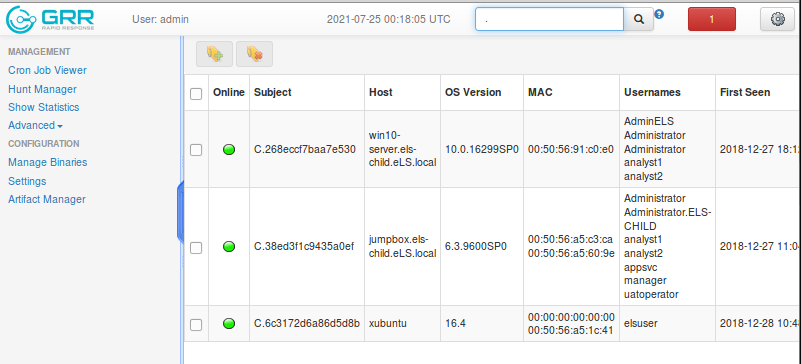 GRR
RAPID RESPONSE
User: admin
2021-07-25 00:18:05 UTC
.
?
1
MANAGEMENT
Cron Job Viewer
Hunt Manager
Show Statistics
Advanced
CONFIGURATION
Manage Binaries
Settings
Artifact Manager
Online Subject Host OS Version MAC Usernames First Seen
C.268eccf7baa7e530
win10-
server.els-
child.eLS.local
10.0.16299SP0
00:50:56:91:c0:e0
AdminELS
Administrator
Administrator
analyst1
analyst2
2018-12-27 18:1
C.38ed3f1c9435a0ef
jumpbox.els-
child.eLS.local
6.3.9600SP0
00:50:56:a5:c3:ca
00:50:56:a5:60:9e
Administrator
Administrator.ELS-
CHILD
analyst1
analyst2
appsvc
manager
uatoperator
2018-12-27 11:0
C.6c3172d6a86d5d8b
xubuntu
16.4
00:00:00:00:00:00
00:50:56:a5:1c:41
elsuser
2018-12-28 10:4